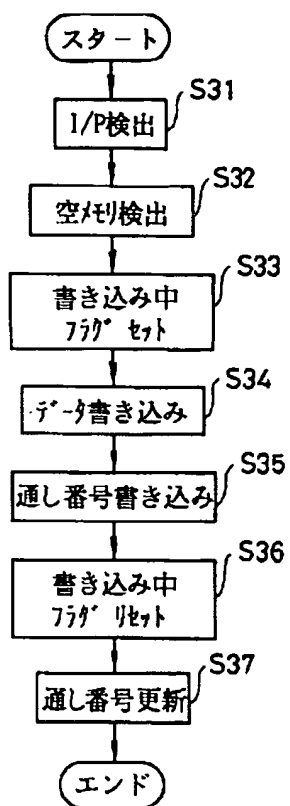 スタート
S31
I/P検出
S32
空メモリ検出
S33
書き込み中
フラグ セット
S34
データ書き込み
S35
通し番号書き込み
S36
書き込み中
フラグ リセット
S37
通し番号更新
エンド